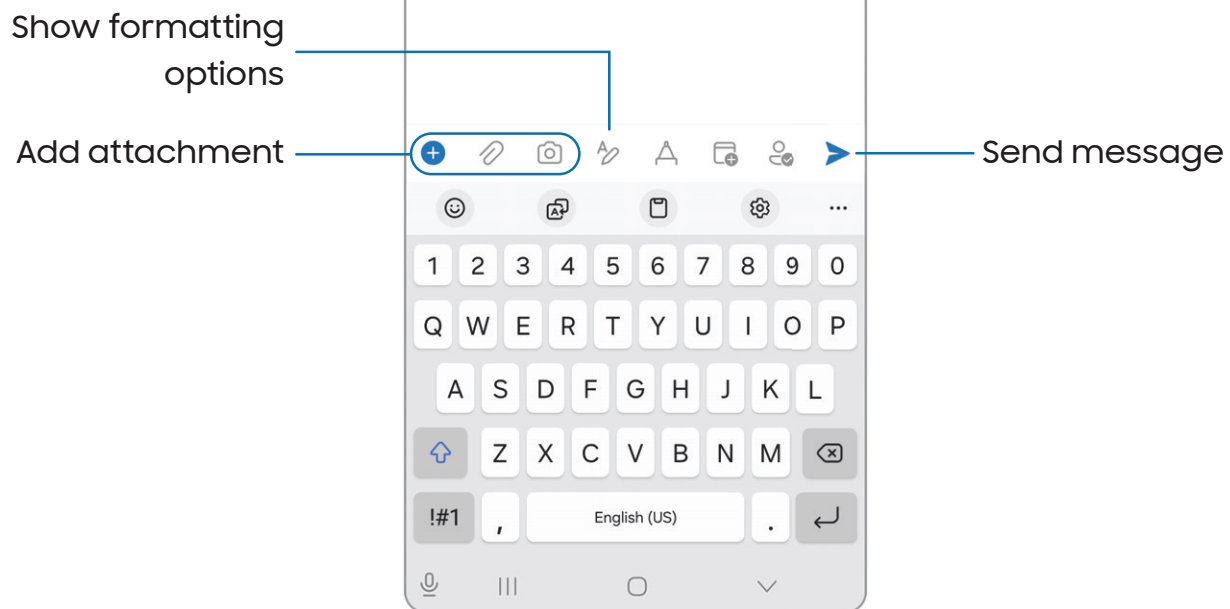 Show formatting
options
Add attachment
Send message
1 2 3 4 5 6 7 8 9 0
Q W E R T Y U I O P
A S D F G H J K L
Z X C V B N M
!#1 , English (US) .